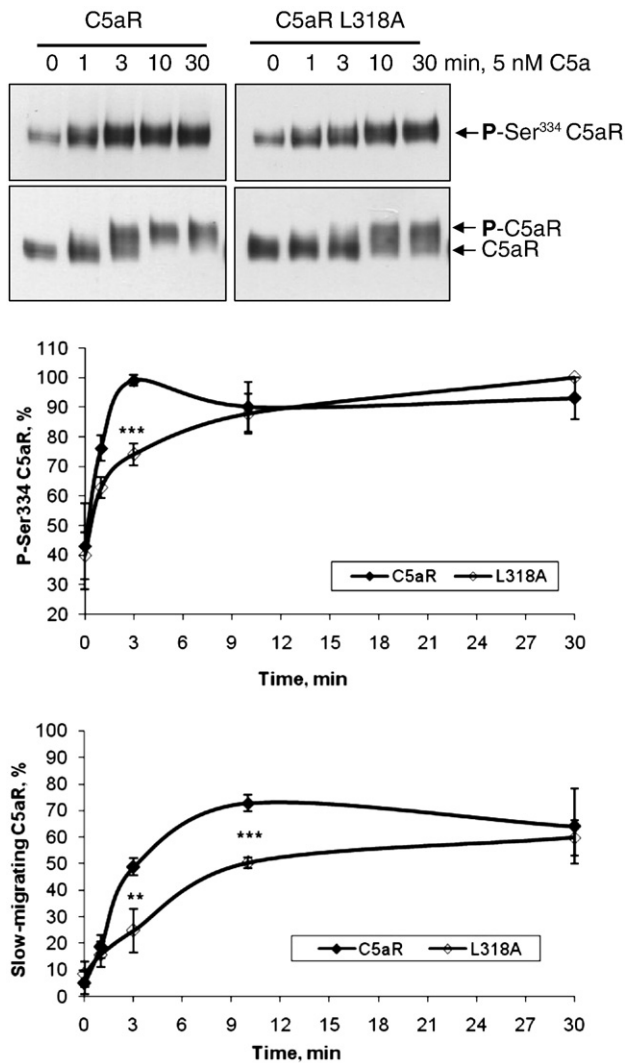 C5aR C5aR L318A
0 1 3 10 30 0 1 3 10 30 min, 5 nM C5a
P-Ser334 C5aR
P-C5aR
C5aR
110
100
90
80
70
60
50
40
30
20
P-Ser334 C5aR, %
***
C5aR L318A
0 3 6 9 12 15 18 21 24 27 30
Time, min
100
90
80
70
60
50
40
30
20
10
0
Slow-migrating C5aR, %
***
**
C5aR L318A
0 3 6 9 12 15 18 21 24 27 30
Time, min